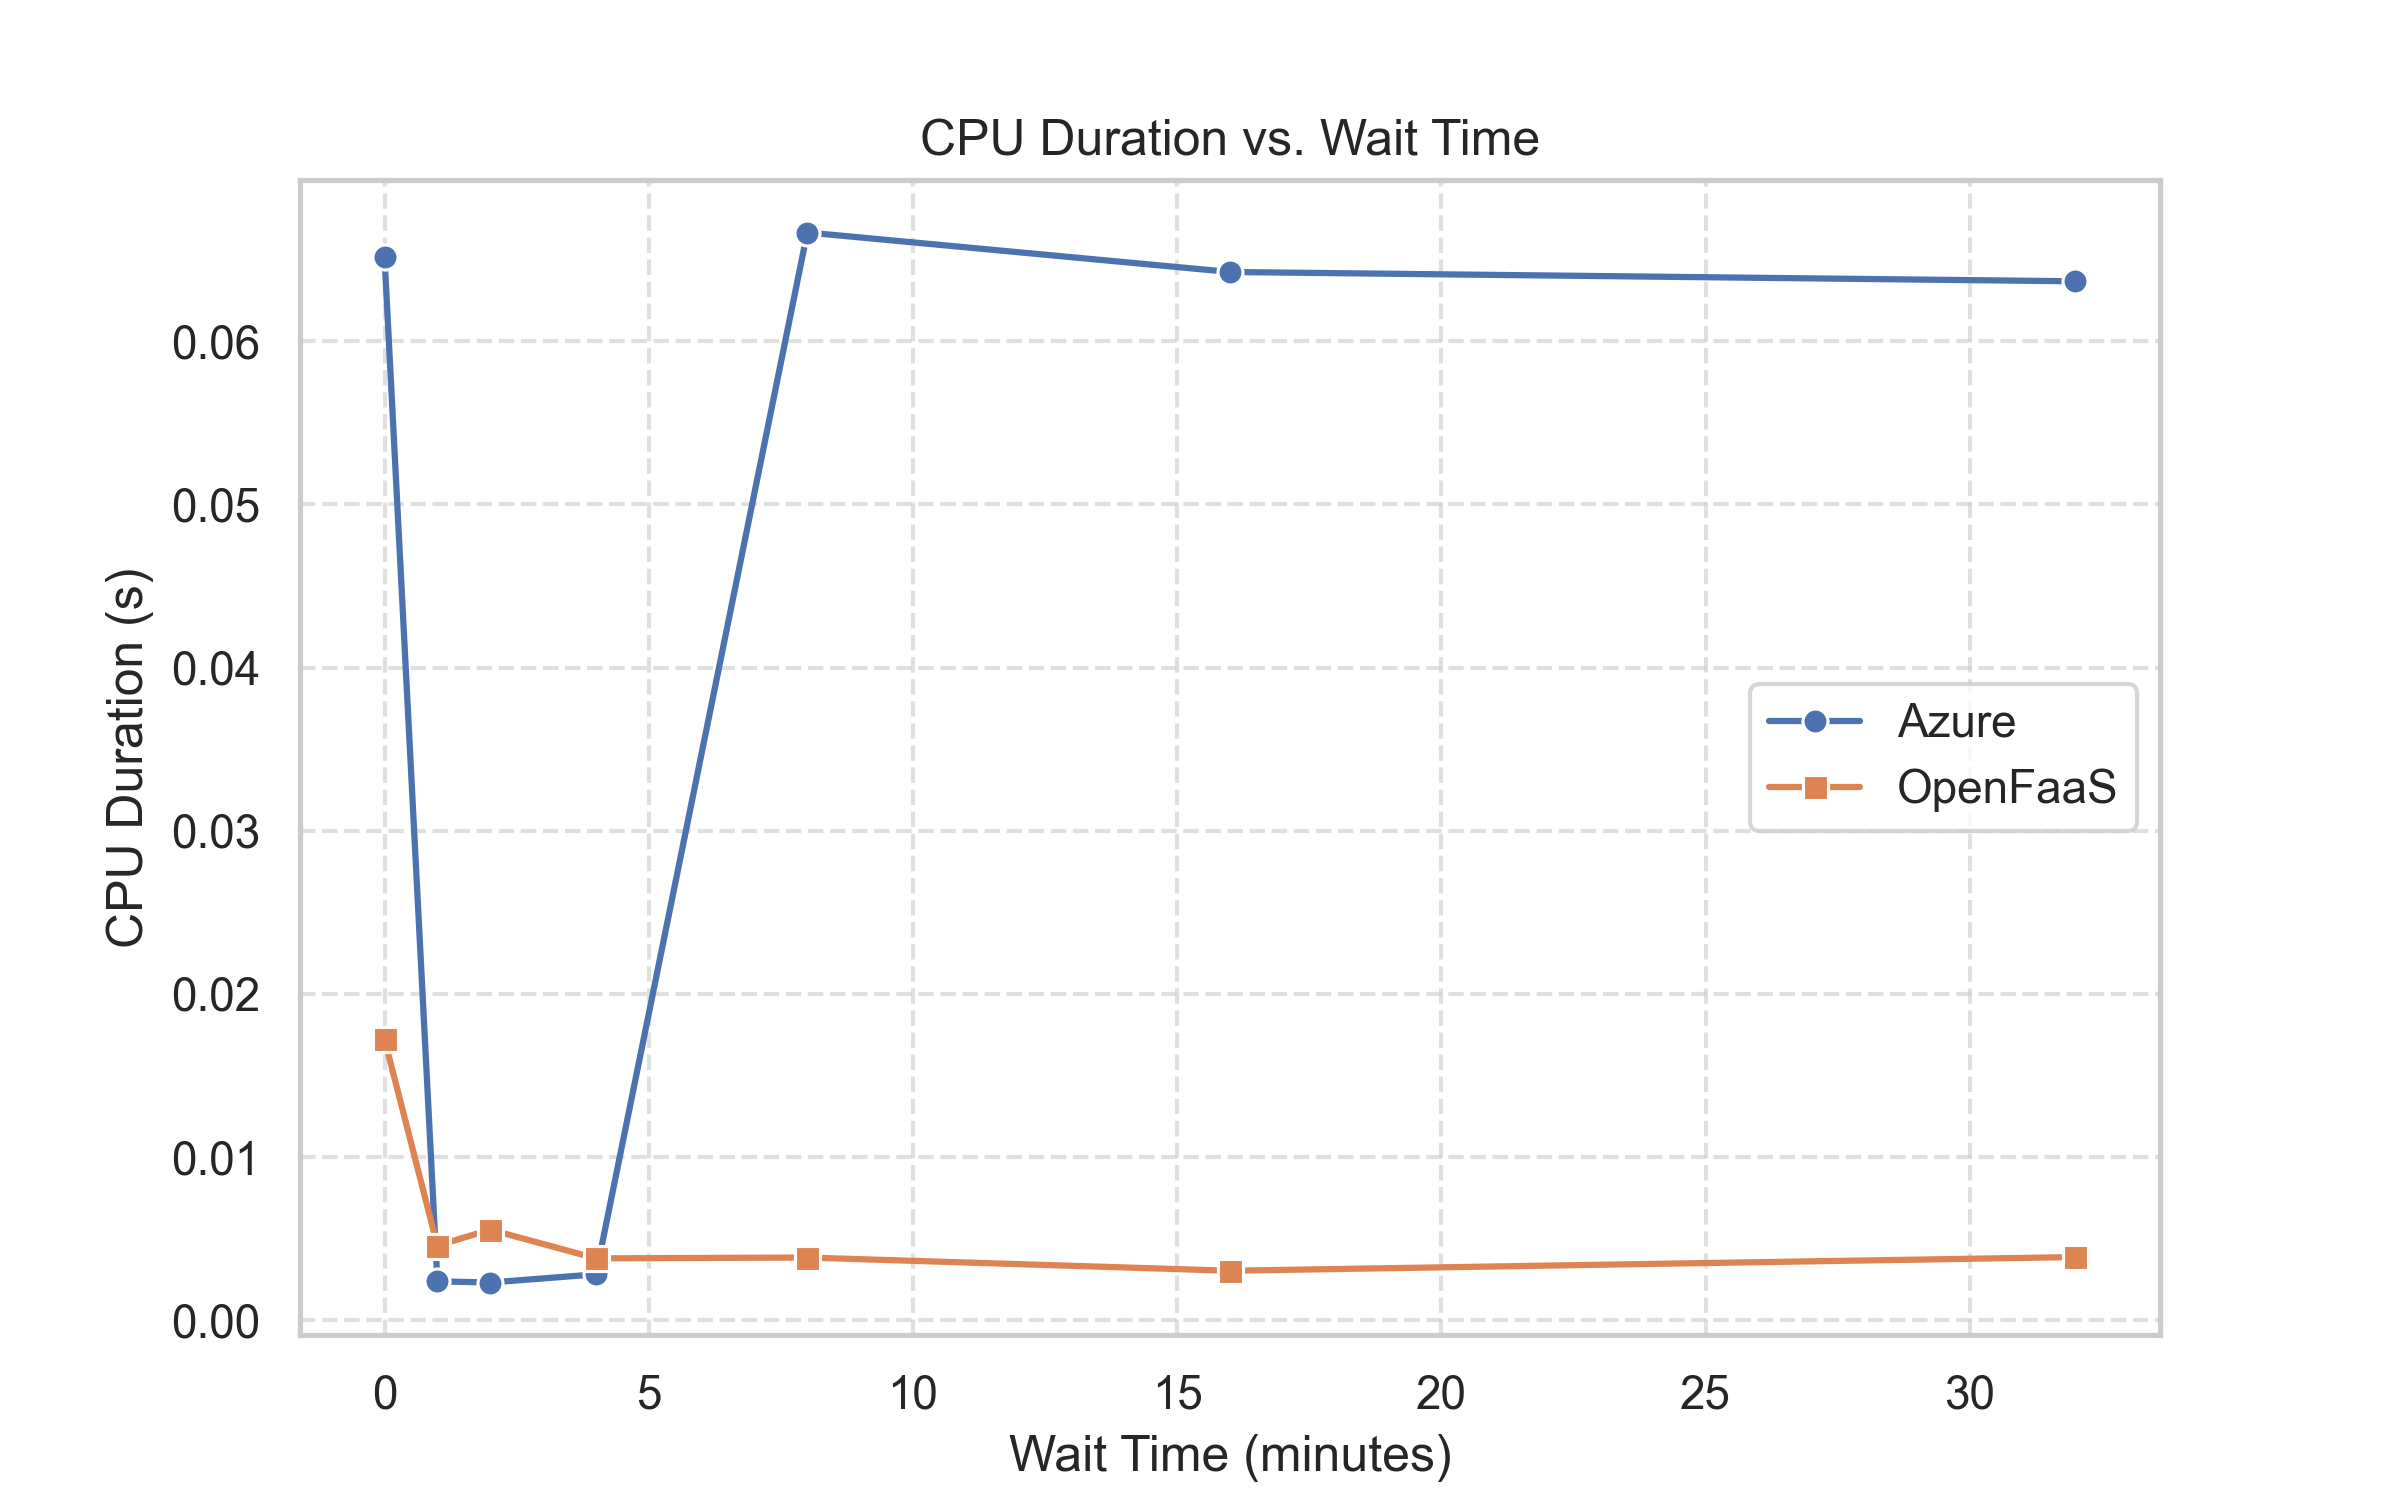 CPU Duration vs. Wait Time
CPU Duration (s)
0.06
0.05
0.04
0.03
0.02
0.01
0.00
Azure
OpenFaaS
0 5 10 15 20 25 30
Wait Time (minutes)